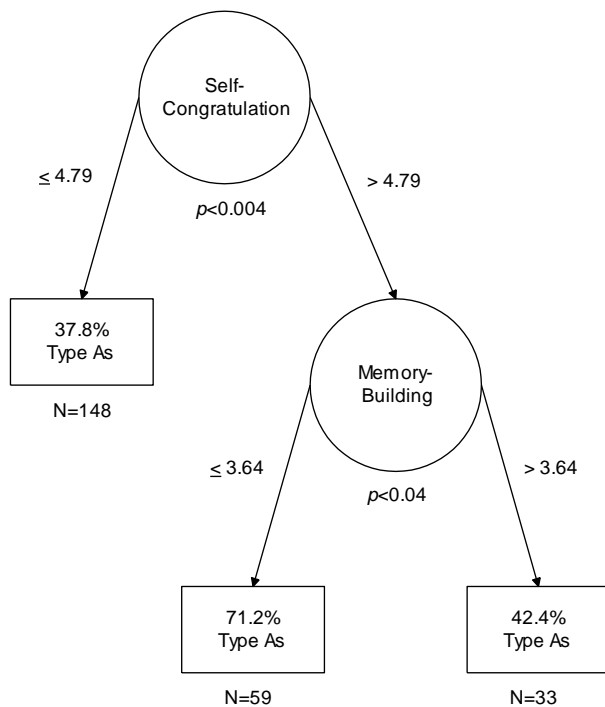 Self-
Congratulation
≤ 4.79
> 4.79
p<0.004
37.8%
Type As
N=148
Memory-
Building
≤ 3.64
> 3.64
p<0.04
71.2%
Type As
N=59
42.4%
Type As
N=33